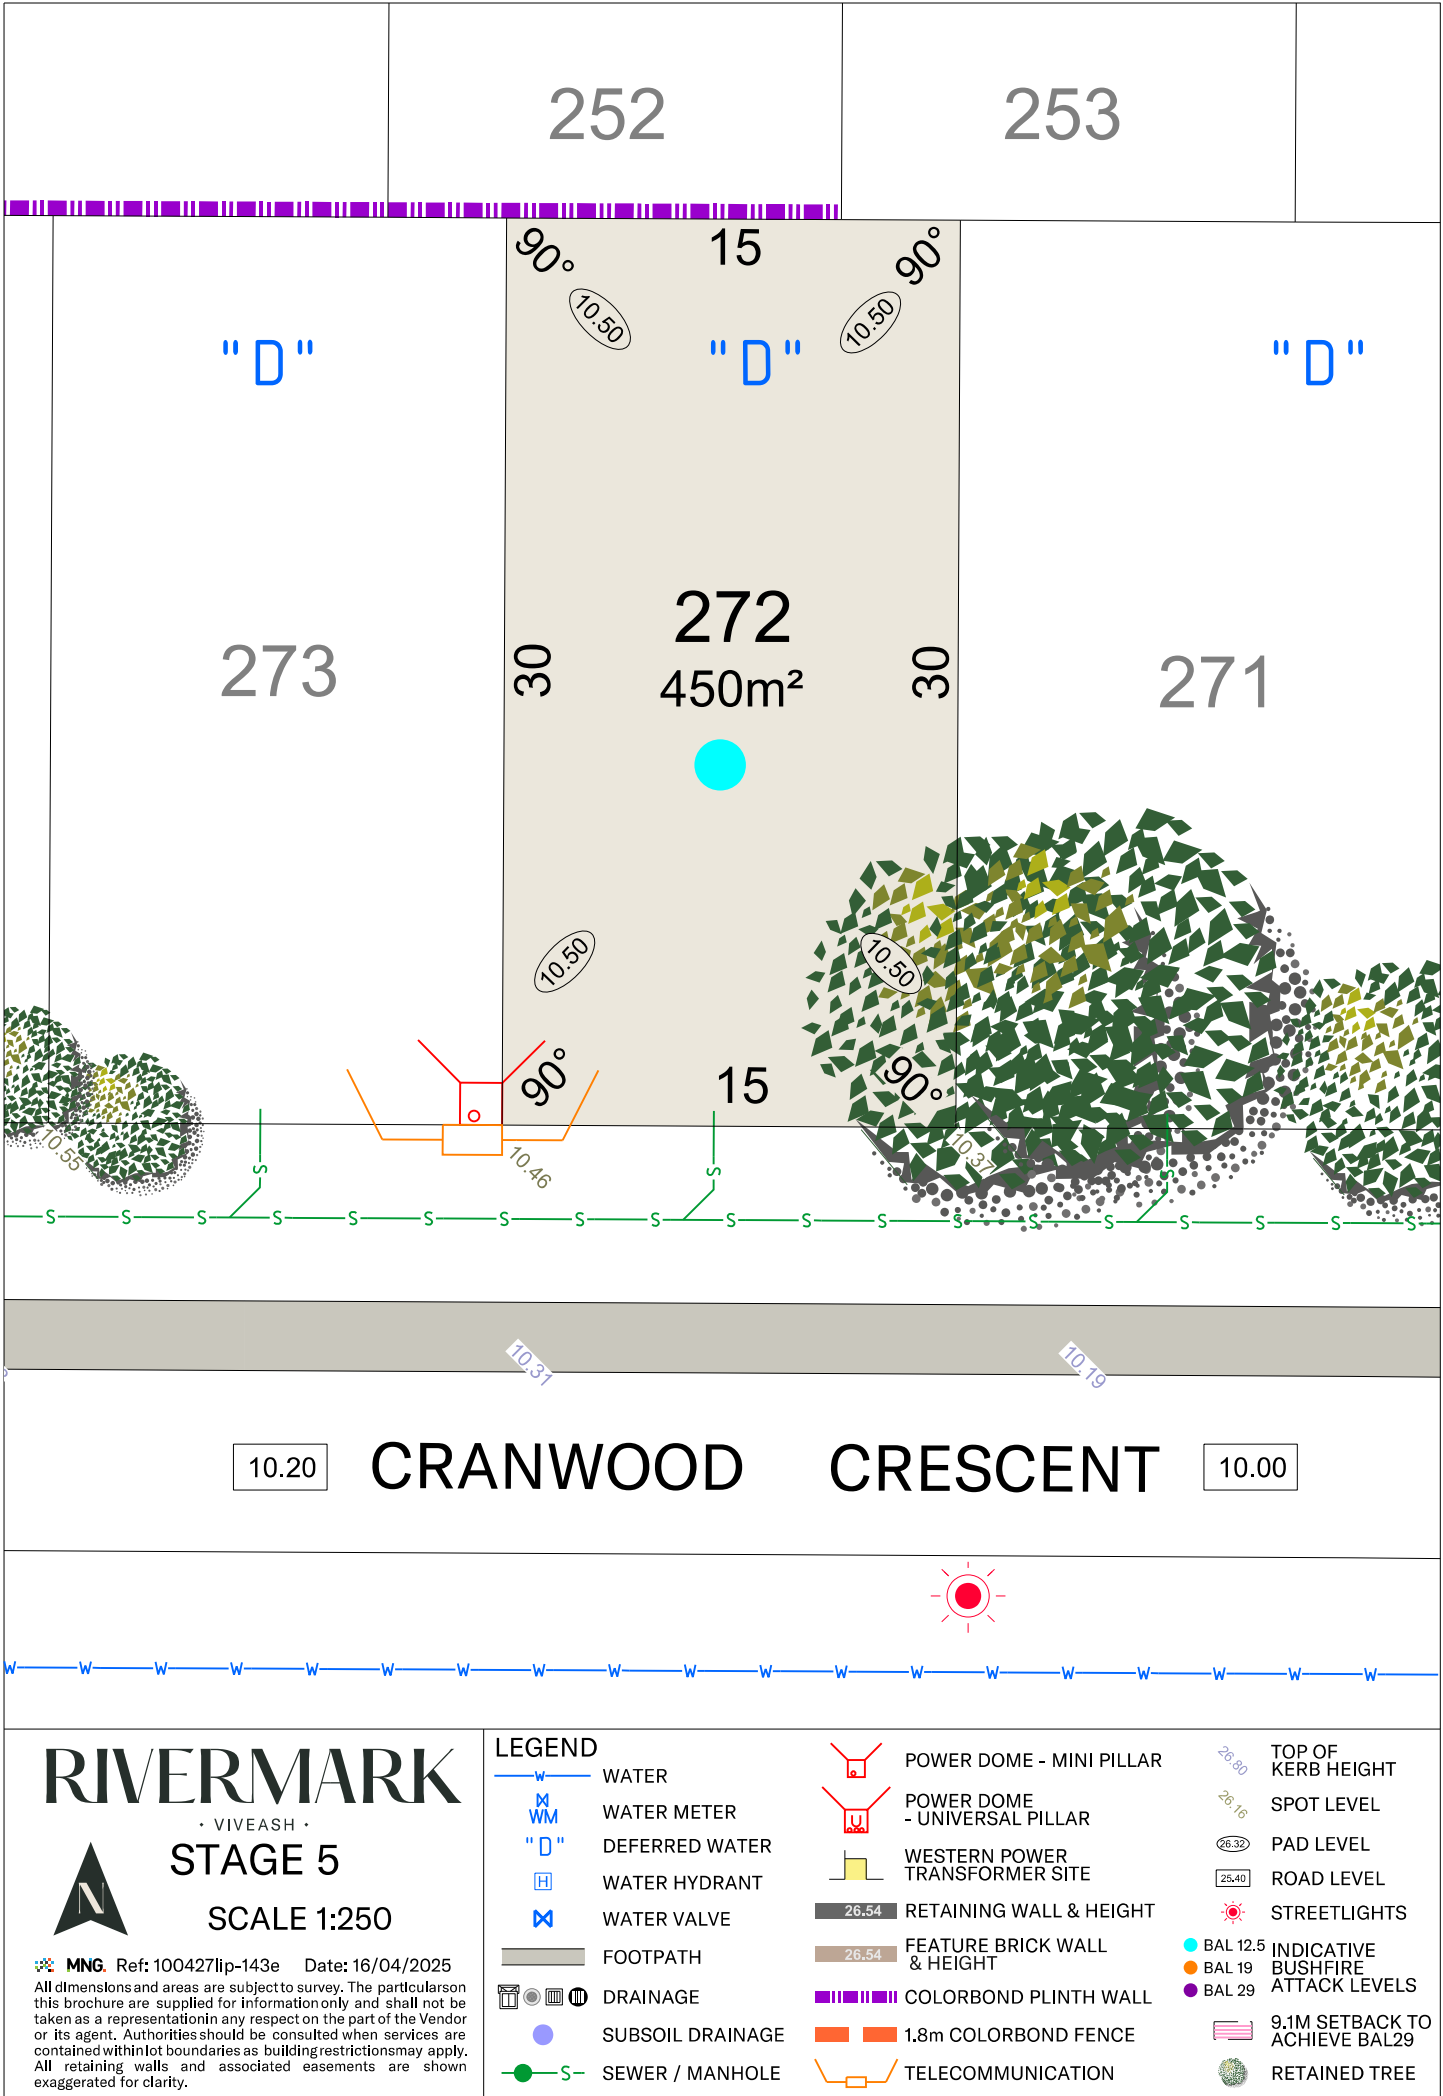 252
253
90°
15
90°
10.50
10.50
"D"
"D"
"D"
272
450m²
273
271
30
30
10.50
10.50
90°
15
90°
10.55
10.46
10.37
S
S
S
S S S S S S S S S S S S S S S S S S S
10.31
10.19
10.20
CRANWOOD CRESCENT
10.00
W W W W W W W W W W W W W W W W W W W
RIVERMARK
• VIVEASH •
STAGE 5
N
SCALE 1:250
MNG. Ref: 100427lip-143e Date: 16/04/2025
All dimensions and areas are subject to survey. The particulars on
this brochure are supplied for information only and shall not be
taken as a representation in any respect on the part of the Vendor
or its agent. Authorities should be consulted when services are
contained within lot boundaries as building restrictions may apply.
All retaining walls and associated easements are shown
exaggerated for clarity.
LEGEND
W WATER
WM WATER METER
"D" DEFERRED WATER
H WATER HYDRANT
WATER VALVE
FOOTPATH
DRAINAGE
SUBSOIL DRAINAGE
S SEWER / MANHOLE
POWER DOME - MINI PILLAR
U POWER DOME
- UNIVERSAL PILLAR
WESTERN POWER
TRANSFORMER SITE
26.54 RETAINING WALL & HEIGHT
26.54 FEATURE BRICK WALL
& HEIGHT
COLORBOND PLINTH WALL
1.8m COLORBOND FENCE
TELECOMMUNICATION
26.80 TOP OF
KERB HEIGHT
26.16 SPOT LEVEL
26.32 PAD LEVEL
25.40 ROAD LEVEL
STREETLIGHTS
BAL 12.5
BAL 19
BAL 29
INDICATIVE
BUSHFIRE
ATTACK LEVELS
9.1M SETBACK TO
ACHIEVE BAL29
RETAINED TREE